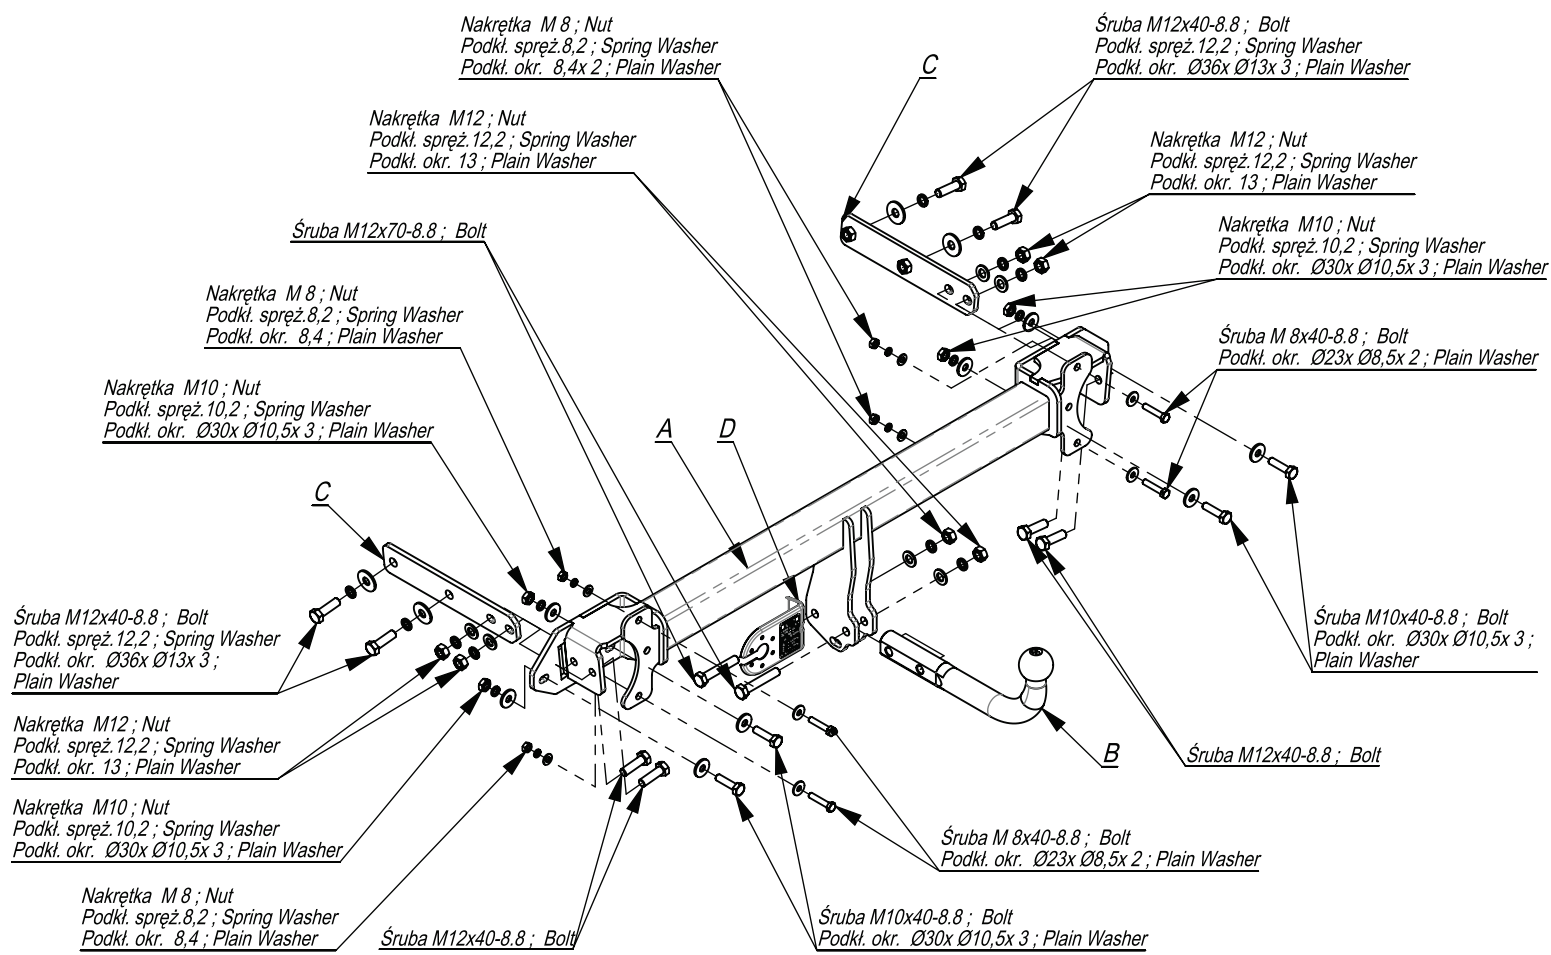 Nakrętka M 8 ; Nut
Podkł. spręż.8,2 ; Spring Washer
Podkł. okr. 8,4x 2 ; Plain Washer
Śruba M12x40-8.8 ; Bolt
Podkł. spręż.12,2 ; Spring Washer
Podkł. okr. Ø36x Ø13x 3 ; Plain Washer
C
Nakrętka M12 ; Nut
Podkł. spręż.12,2 ; Spring Washer
Podkł. okr. 13 ; Plain Washer
Nakrętka M12 ; Nut
Podkł. spręż.12,2 ; Spring Washer
Podkł. okr. 13 ; Plain Washer
Śruba M12x70-8.8 ; Bolt
Nakrętka M10 ; Nut
Podkł. spręż.10,2 ; Spring Washer
Podkł. okr. Ø30x Ø10,5x 3 ; Plain Washer
Nakrętka M 8 ; Nut
Podkł. spręż.8,2 ; Spring Washer
Podkł. okr. 8,4 ; Plain Washer
Śruba M 8x40-8.8 ; Bolt
Podkł. okr. Ø23x Ø8,5x 2 ; Plain Washer
Nakrętka M10 ; Nut
Podkł. spręż.10,2 ; Spring Washer
Podkł. okr. Ø30x Ø10,5x 3 ; Plain Washer
A
D
C
Śruba M12x40-8.8 ; Bolt
Podkł. spręż.12,2 ; Spring Washer
Podkł. okr. Ø36x Ø13x 3 ;
Plain Washer
Śruba M10x40-8.8 ; Bolt
Podkł. okr. Ø30x Ø10,5x 3 ;
Plain Washer
Nakrętka M12 ; Nut
Podkł. spręż.12,2 ; Spring Washer
Podkł. okr. 13 ; Plain Washer
B
Śruba M12x40-8.8 ; Bolt
Nakrętka M10 ; Nut
Podkł. spręż.10,2 ; Spring Washer
Podkł. okr. Ø30x Ø10,5x 3 ; Plain Washer
Śruba M 8x40-8.8 ; Bolt
Podkł. okr. Ø23x Ø8,5x 2 ; Plain Washer
Nakrętka M 8 ; Nut
Podkł. spręż.8,2 ; Spring Washer
Podkł. okr. 8,4 ; Plain Washer
Śruba M12x40-8.8 ; Bolt
Śruba M10x40-8.8 ; Bolt
Podkł. okr. Ø30x Ø10,5x 3 ; Plain Washer